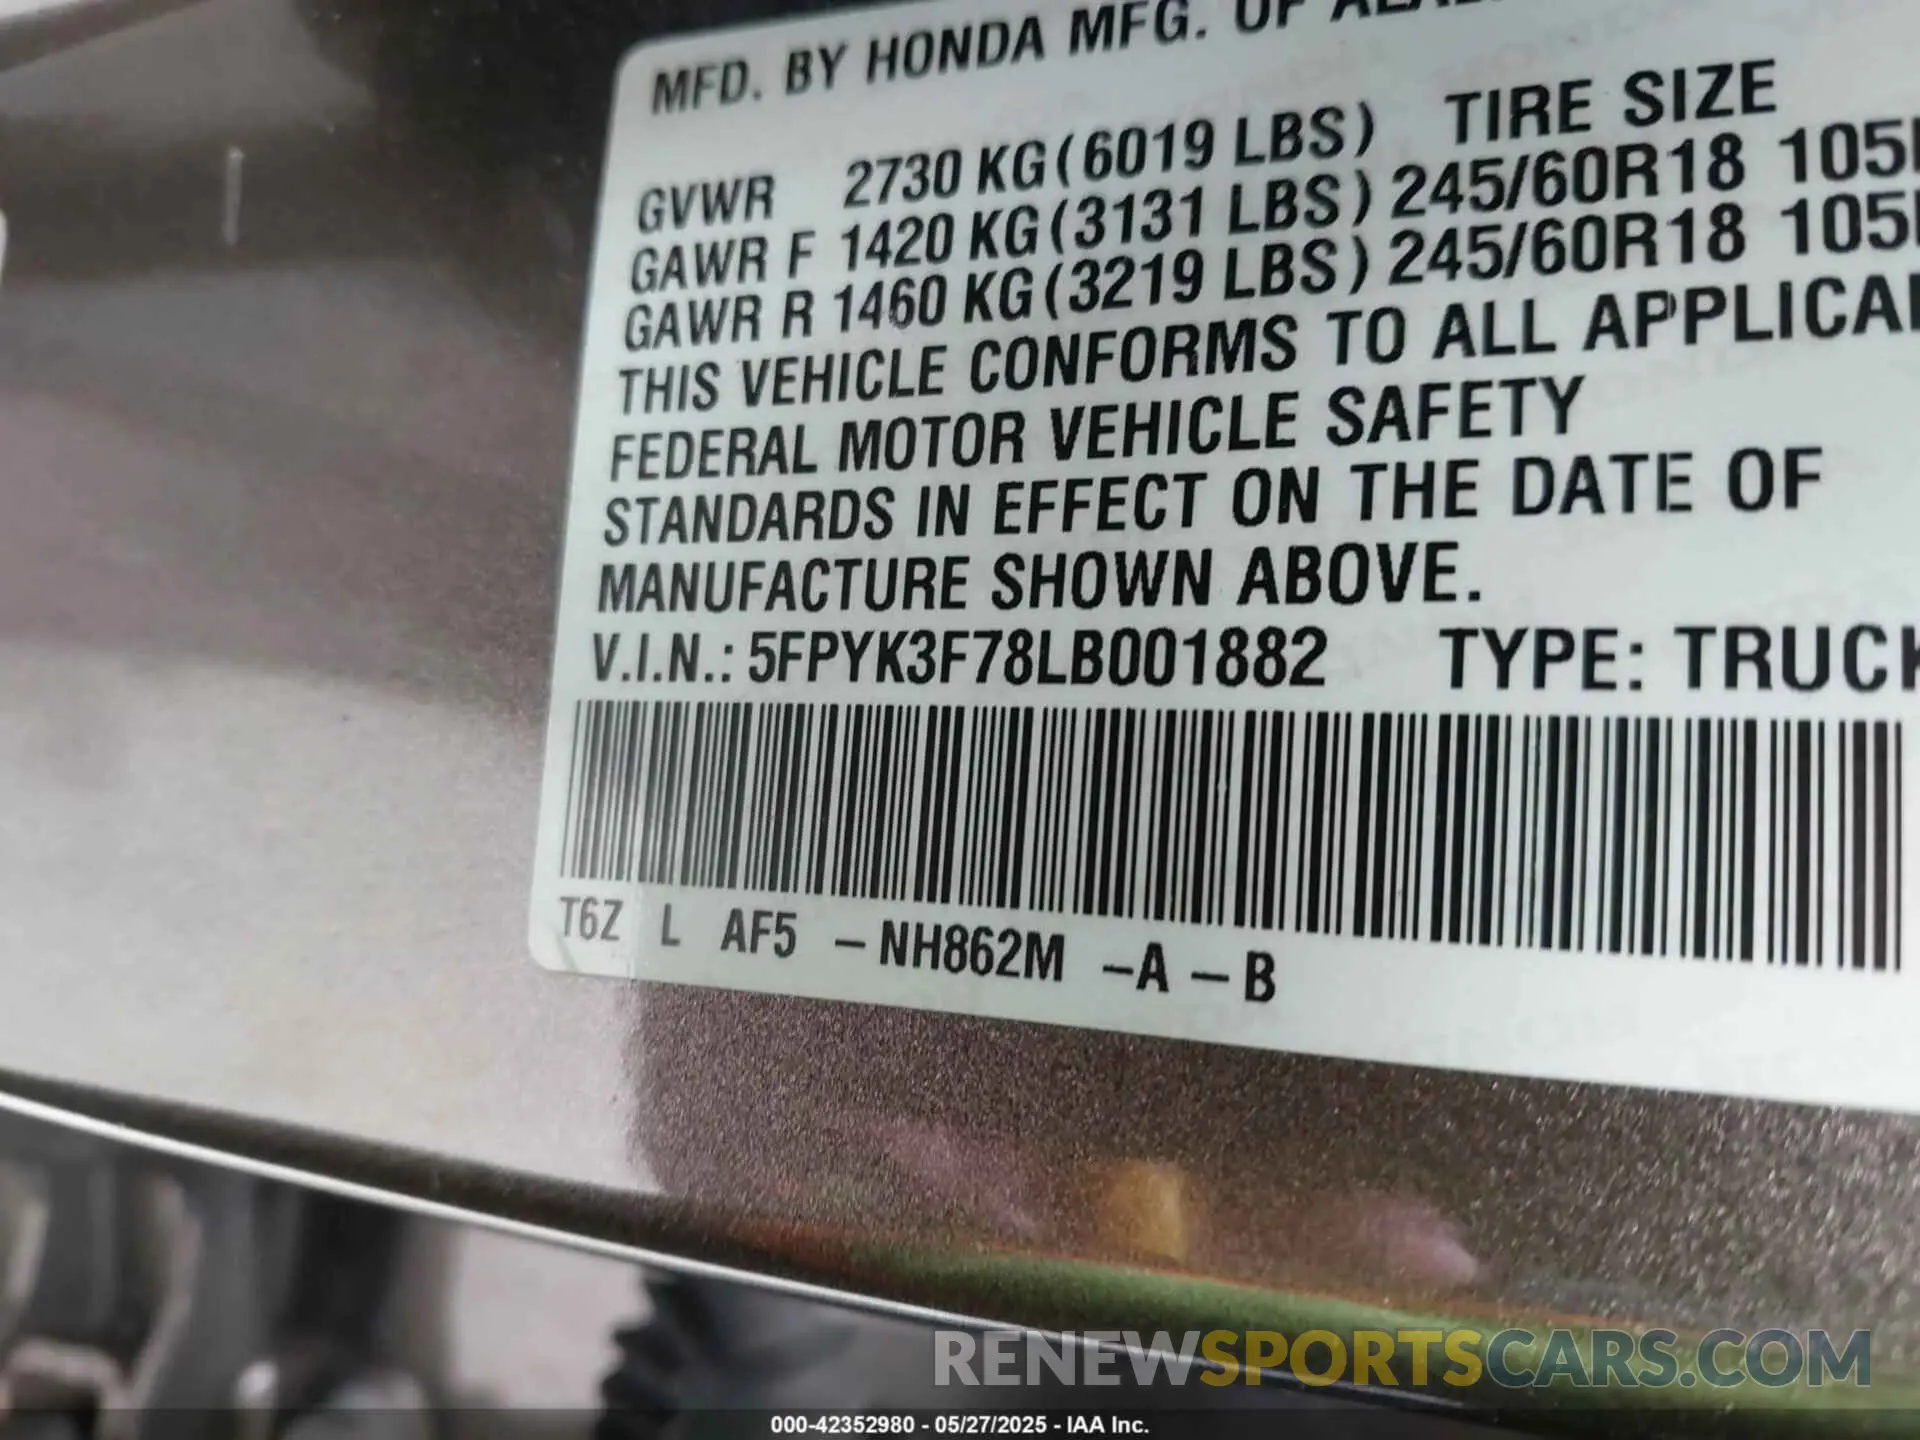 MFD. BY HONDA MFG. OF
GVWR 2730 KG (6019 LBS) TIRE SIZE
GAWR F 1420 KG (3131 LBS) 245/60R18 105
GAWR R 1460 KG (3219 LBS) 245/60R18 105
THIS VEHICLE CONFORMS TO ALL APPLICA
FEDERAL MOTOR VEHICLE SAFETY
STANDARDS IN EFFECT ON THE DATE OF
MANUFACTURE SHOWN ABOVE.
V.I.N.: 5FPYK3F78LB001882 TYPE: TRUCK
T6Z L AF5 – NH862M – A – B
RENEWSPORTSCARS.COM
000-42352980 - 05/27/2025 - IAA Inc.